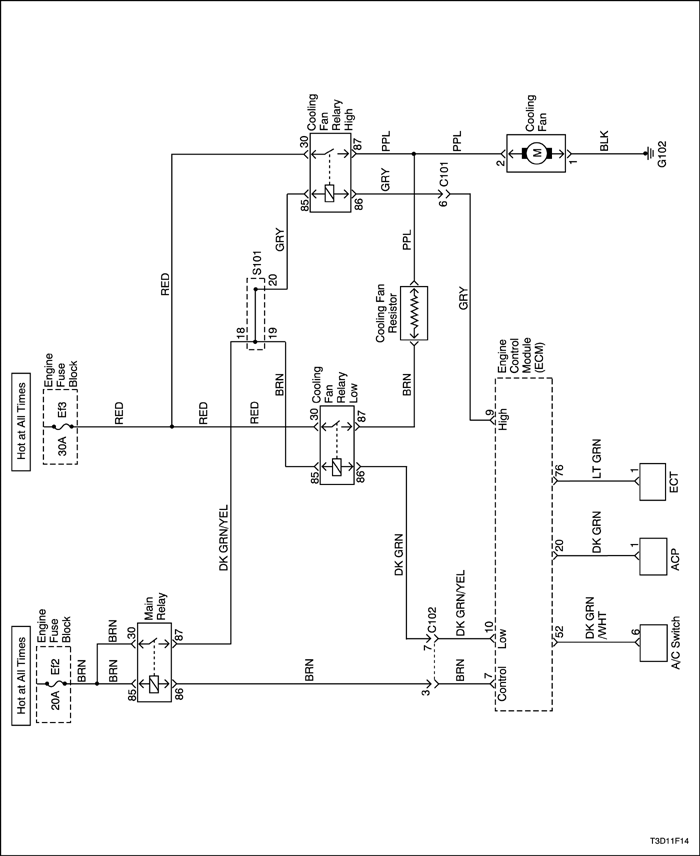 Hot at All Times
Engine
Fuse
Block
Ef2
20A
BRN
BRN
BRN
Main
Relay
85
30
86
87
BRN
DK GRN/YEL
3
7
C102
BRN
DK GRN/YEL
Hot at All Times
Engine
Fuse
Block
Ef3
30A
RED
RED
RED
RED
18
S101
19
20
BRN
GRY
Cooling
Fan
Relary
Low
85
30
86
87
DK GRN
BRN
Cooling Fan
Resistor
PPL
Cooling
Fan
Relary
High
85
30
86
87
GRY
PPL
PPL
6
C101
GRY
Cooling
Fan
2
M
1
BLK
G102
Engine
Control
Module
(ECM)
7
Control
10
Low
9
High
52
DK GRN
/WHT
6
A/C Switch
20
DK GRN
1
ACP
76
LT GRN
1
ECT
T3D11F14